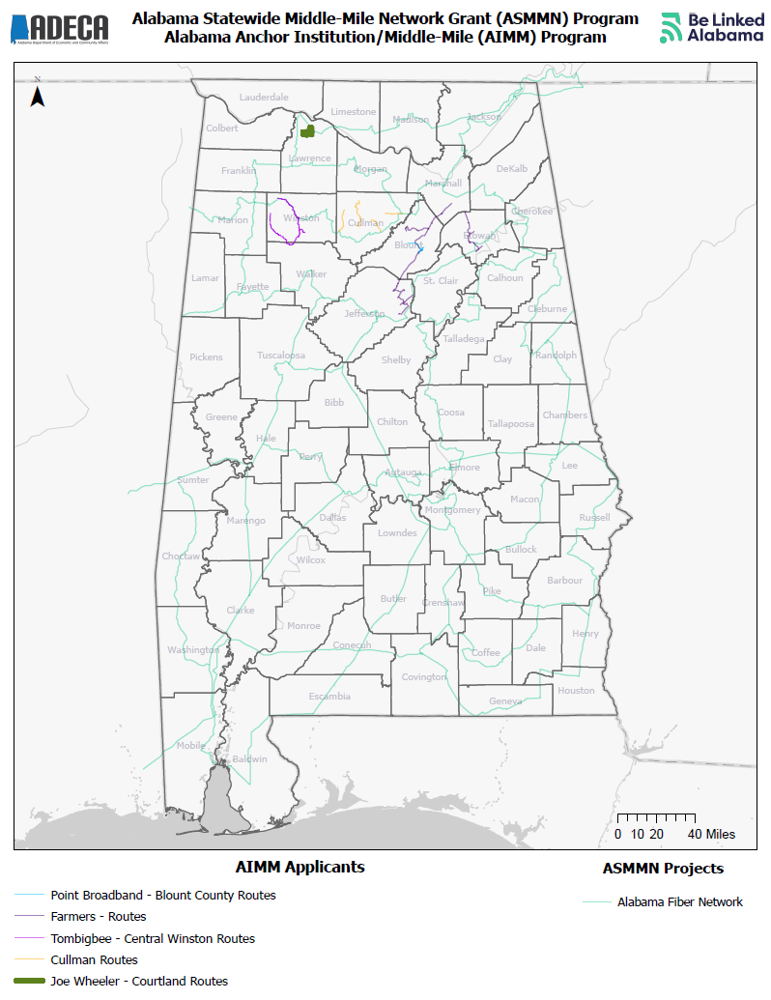 ADECA
Alabama Department of Economic and Community Affairs
Alabama Statewide Middle-Mile Network Grant (ASMMN) Program
Alabama Anchor Institution/Middle-Mile (AIMM) Program
Be Linked
Alabama
N
Lauderdale
Limestone
Madison
Jackson
Colbert
Lawrence
Franklin
Morgan
DeKalb
Marshall
Marion
Winston
Cullman
Cherokee
Etowah
Blount
Lamar
Fayette
Walker
St. Clair
Calhoun
Jefferson
Cleburne
Pickens
Tuscaloosa
Shelby
Talladega
Clay
Randolph
Greene
Bibb
Chilton
Coosa
Tallapoosa
Chambers
Hale
Perry
Sumter
Autauga
Elmore
Lee
Marengo
Dallas
Lowndes
Montgomery
Macon
Russell
Choctaw
Wilcox
Bullock
Barbour
Clarke
Butler
Crenshaw
Pike
Washington
Monroe
Conecuh
Coffee
Dale
Henry
Escambia
Covington
Geneva
Houston
Mobile
Baldwin
0 10 20 40 Miles
AIMM Applicants
Point Broadband - Blount County Routes
Farmers - Routes
Tombigbee - Central Winston Routes
Cullman Routes
Joe Wheeler - Courtland Routes
ASMMN Projects
Alabama Fiber Network